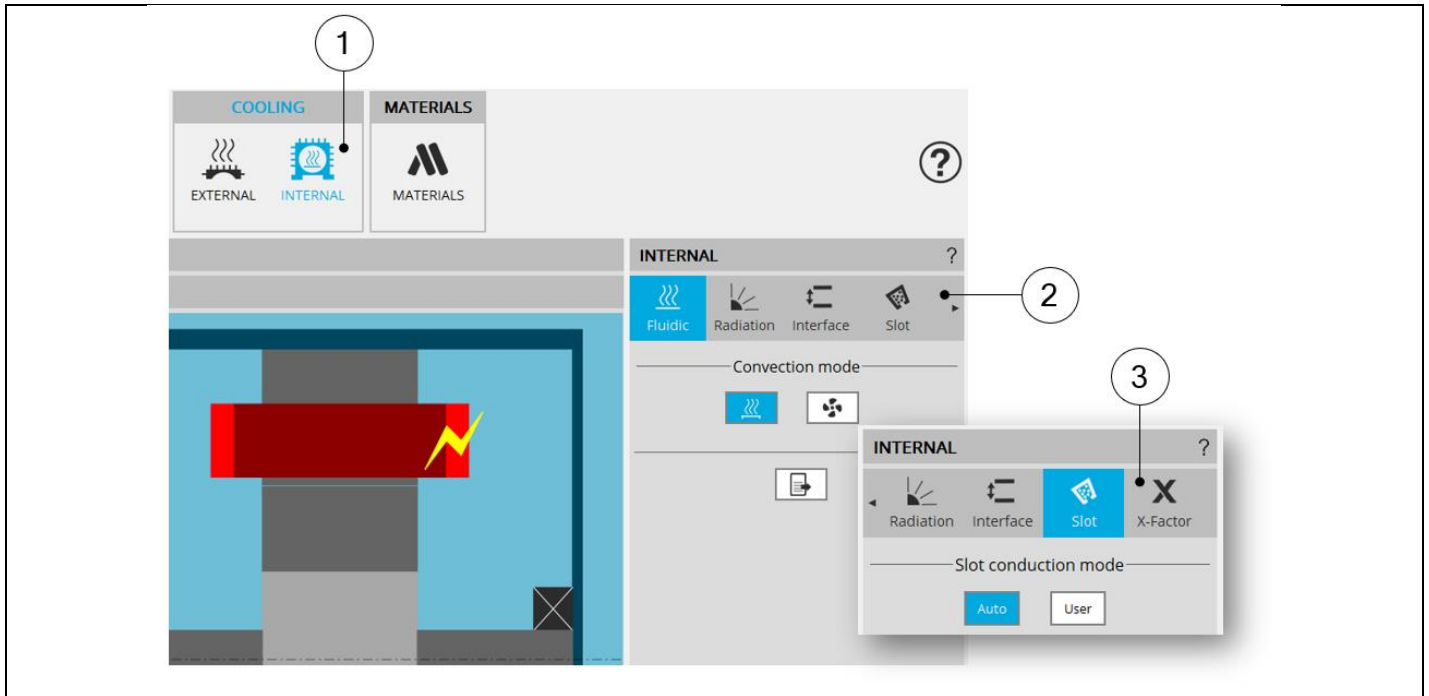 1
COOLING
MATERIALS
EXTERNAL
INTERNAL
MATERIALS
?
INTERNAL ?
2
Fluidic Radiation Interface Slot
Convection mode
3
INTERNAL ?
Radiation Interface Slot X-Factor
Slot conduction mode
Auto User